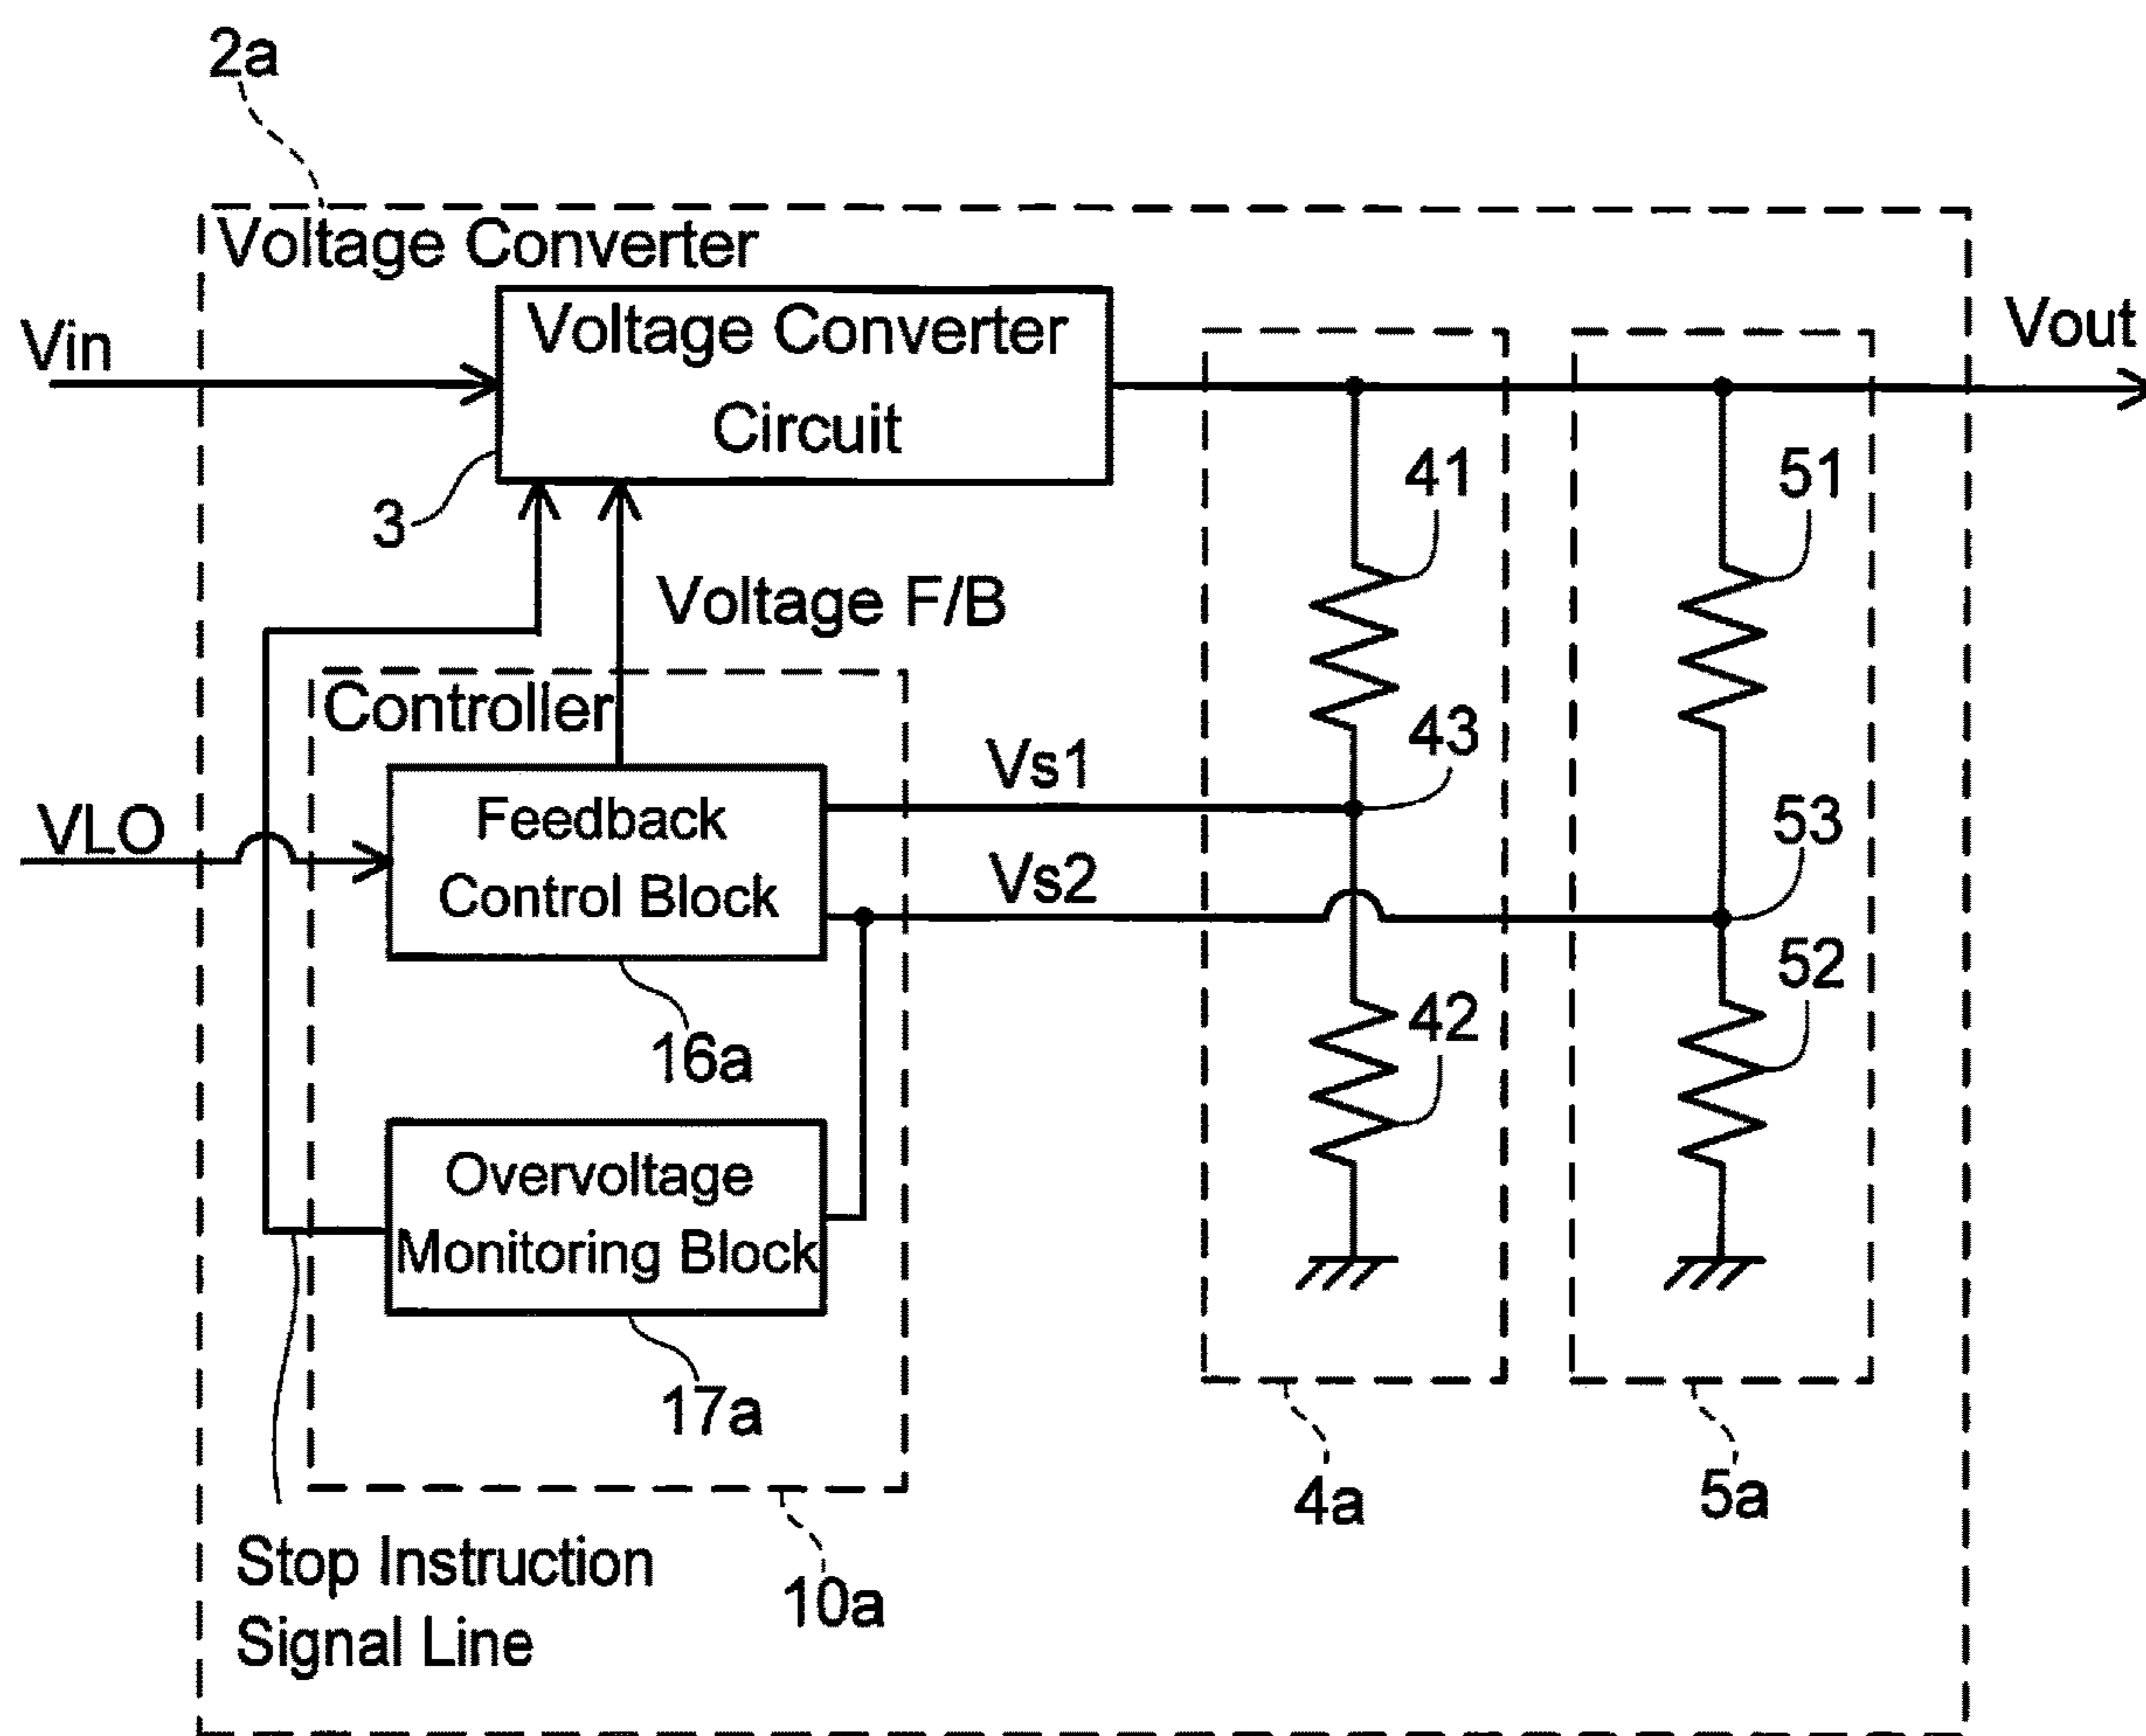 2a
Voltage Converter
Vin
Voltage Converter
Circuit
Vout
3
41
51
Voltage F/B
Controller
43
Vs1
VLO
Feedback
Control Block
53
Vs2
52
42
16a
Overvoltage
Monitoring Block
17a
4a
5a
10a
Stop Instruction
Signal Line